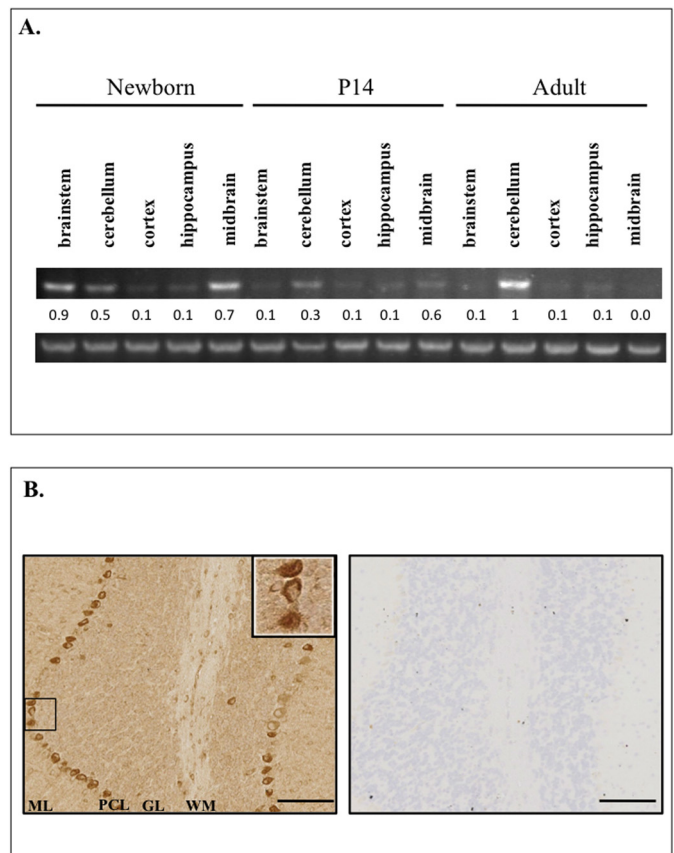 A.
Newborn P14 Adult
brainstem cerebellum cortex hippocampus midbrain brainstem cerebellum cortex hippocampus midbrain brainstem cerebellum cortex hippocampus midbrain
0.9 0.5 0.1 0.1 0.7 0.1 0.3 0.1 0.1 0.6 0.1 1 0.1 0.1 0.0
B.
ML PCL GL WM